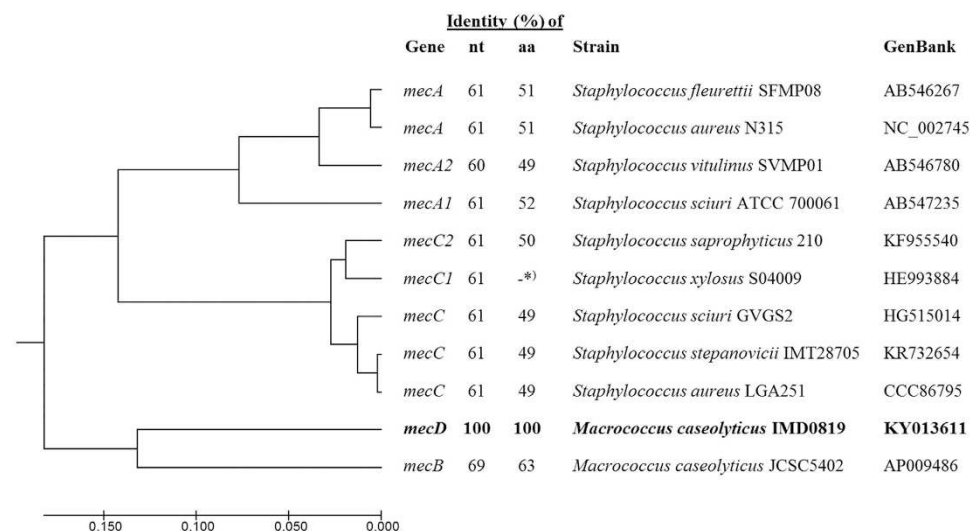 Identity (%) of
Gene nt aa Strain GenBank
mecA 61 51 Staphylococcus fleurettii SFMP08 AB546267
mecA 61 51 Staphylococcus aureus N315 NC_002745
mecA2 60 49 Staphylococcus vitulinus SVMP01 AB546780
mecA1 61 52 Staphylococcus sciuri ATCC 700061 AB547235
mecC2 61 50 Staphylococcus saprophyticus 210 KF955540
mecC1 61 -*) Staphylococcus xylosus S04009 HE993884
mecC 61 49 Staphylococcus sciuri GVGS2 HG515014
mecC 61 49 Staphylococcus stepanovicii IMT28705 KR732654
mecC 61 49 Staphylococcus aureus LGA251 CCC86795
mecD 100 100 Macrococcus caseolyticus IMD0819 KY013611
mecB 69 63 Macrococcus caseolyticus JCSC5402 AP009486
0.150 0.100 0.050 0.000